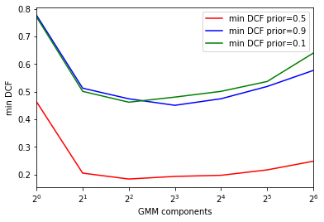 0.8
0.7
0.6
0.5
0.4
0.3
0.2
min DCF
min DCF prior=0.5
min DCF prior=0.9
min DCF prior=0.1
2^0 2^1 2^2 2^3 2^4 2^5 2^6
GMM components